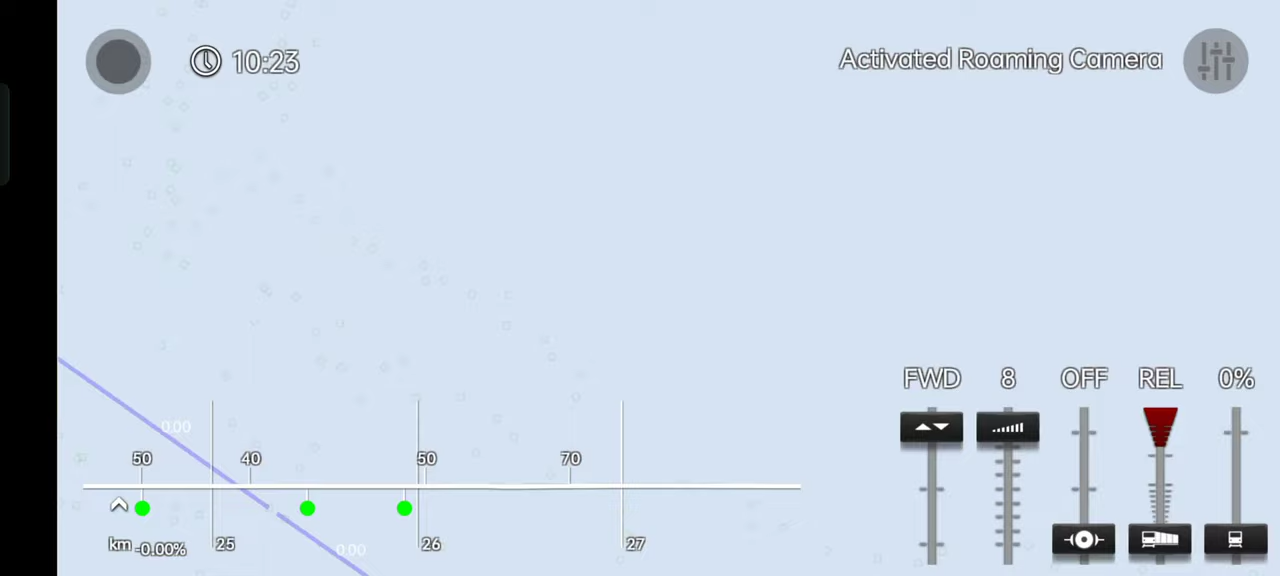 10:23
Activated Roaming Camera
FWD 8 OFF REL 0%
0.00
50 40 50 70
km -0.00% 25 26 27
0.00